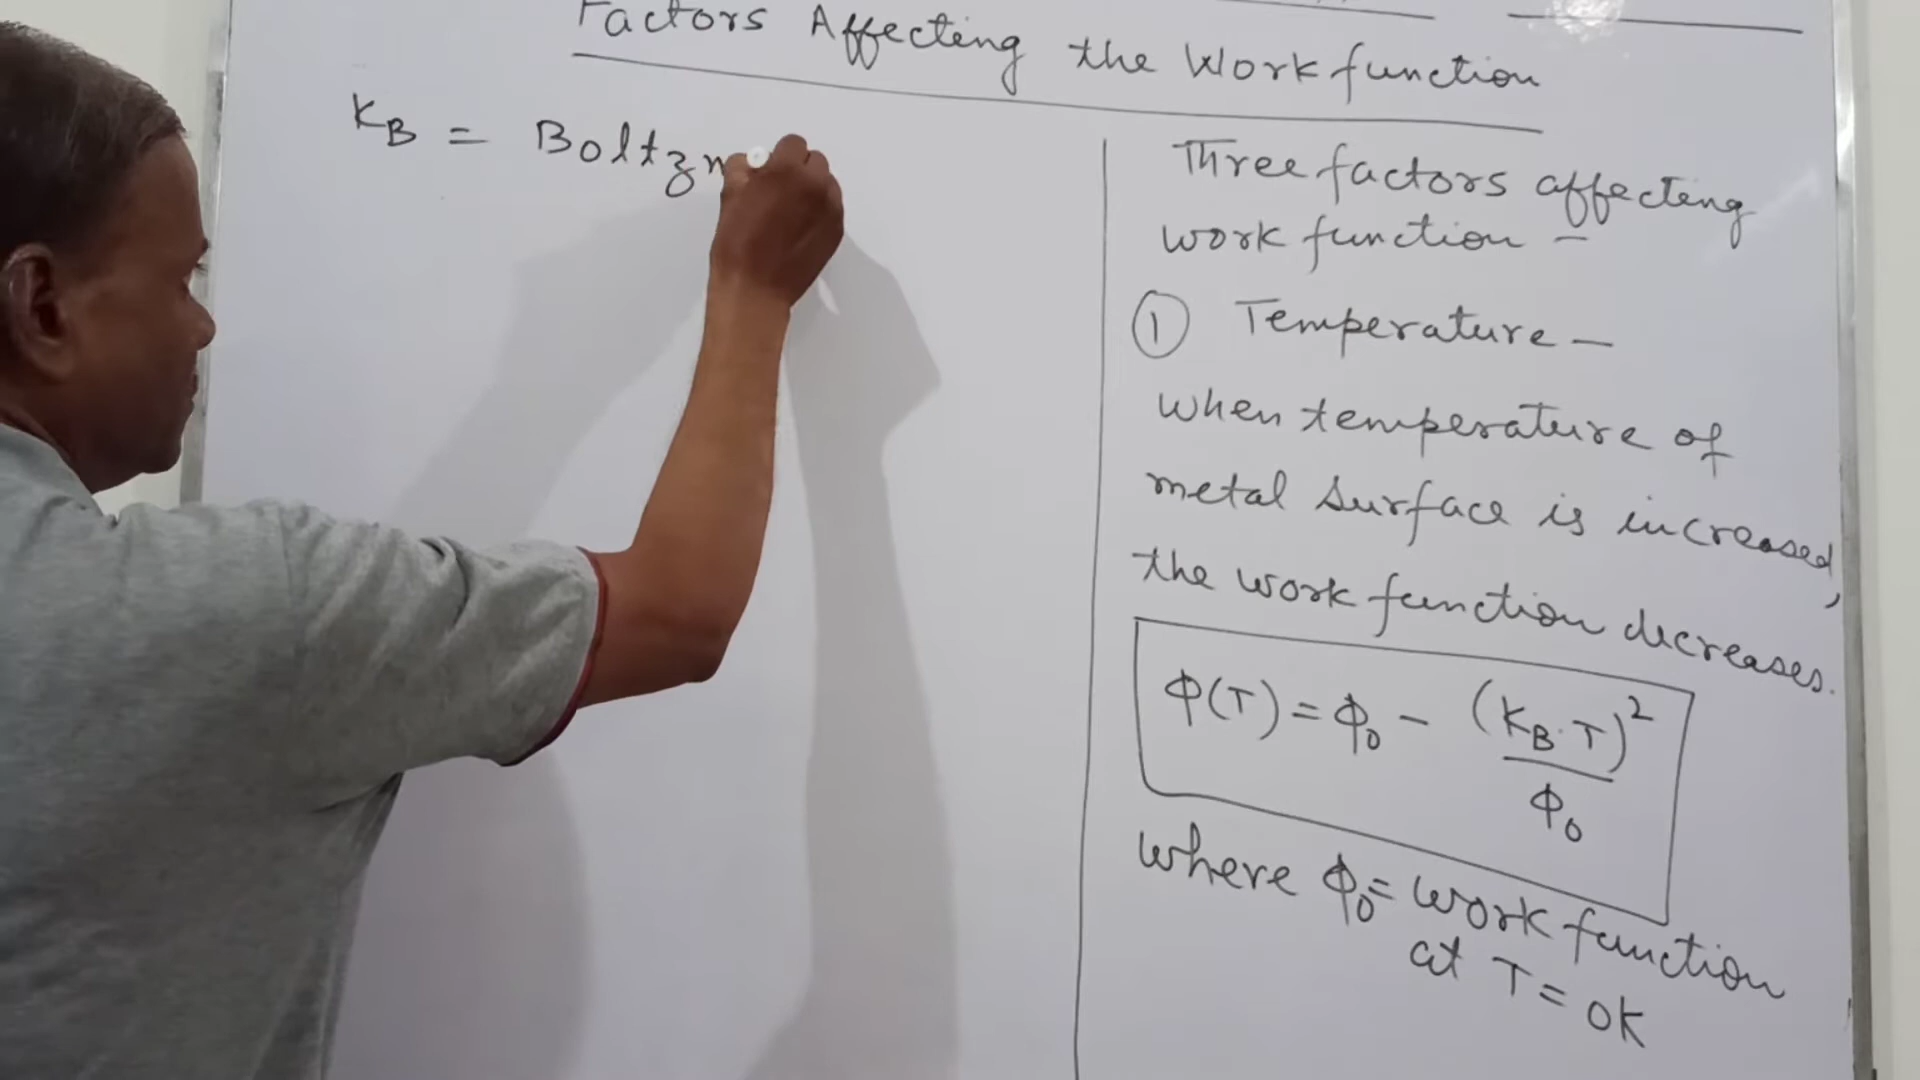 Factors Affecting the Work function
KB = Boltzm
Three factors affecting
work function –
① Temperature –
When temperature of
metal surface is increased,
the work function decreases.
Φ(T) = Φ₀ – (KB·T)² / Φ₀
where Φ₀ = work function
at T = 0K